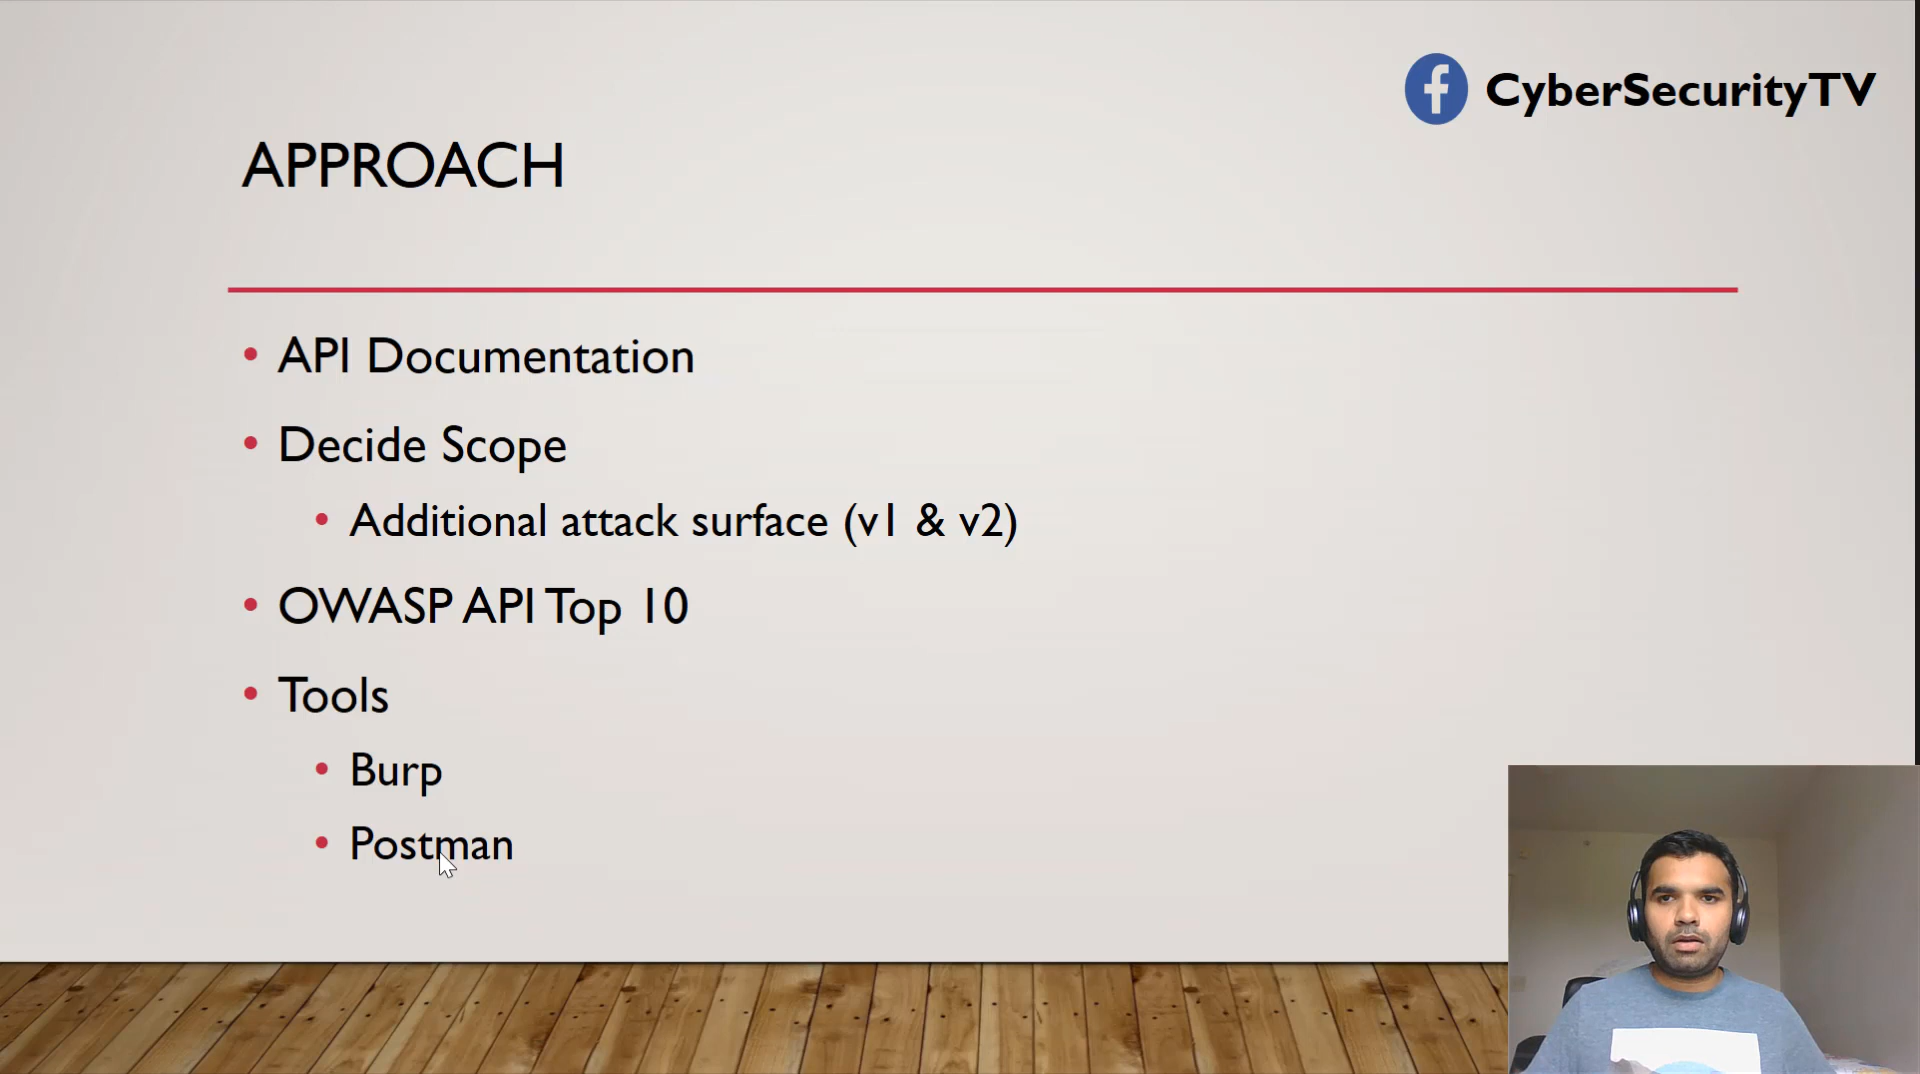 CyberSecurityTV
APPROACH
• API Documentation
• Decide Scope
• Additional attack surface (v1 & v2)
• OWASP API Top 10
• Tools
• Burp
• Postman